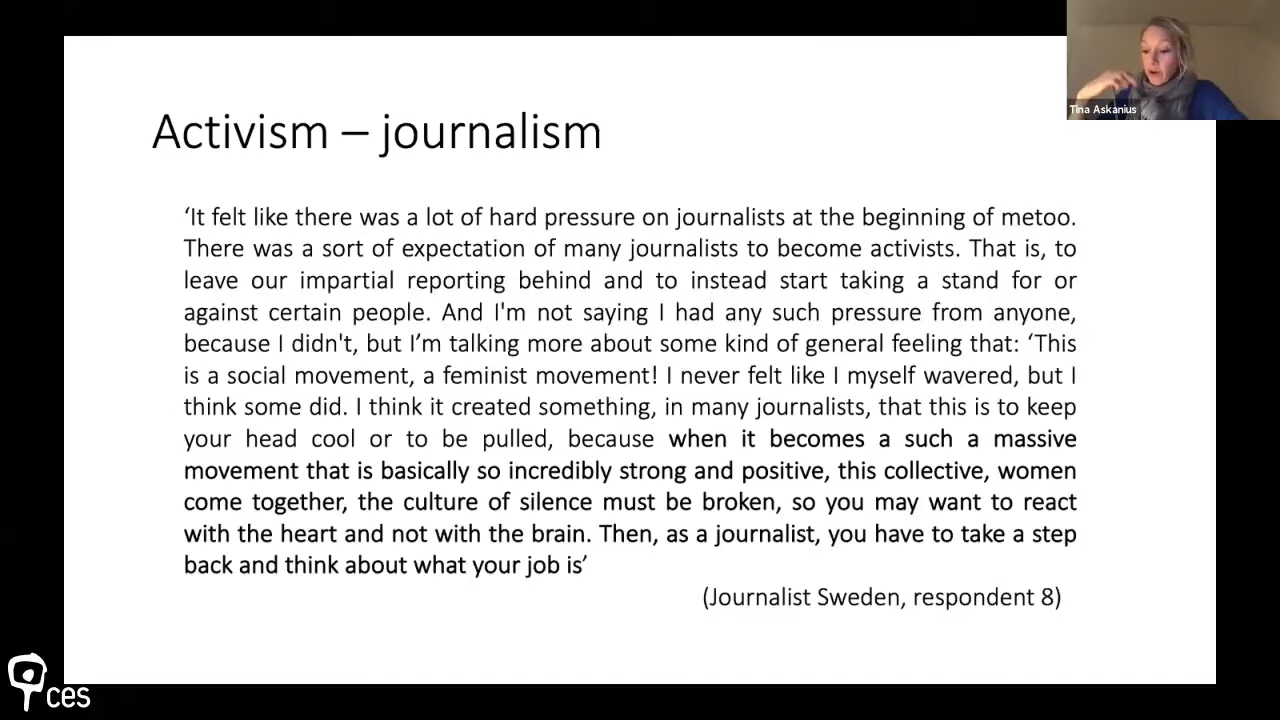 Tina Askanius
Activism – journalism
‘It felt like there was a lot of hard pressure on journalists at the beginning of metoo.
There was a sort of expectation of many journalists to become activists. That is, to
leave our impartial reporting behind and to instead start taking a stand for or
against certain people. And I'm not saying I had any such pressure from anyone,
because I didn't, but I’m talking more about some kind of general feeling that: ‘This
is a social movement, a feminist movement! I never felt like I myself wavered, but I
think some did. I think it created something, in many journalists, that this is to keep
your head cool or to be pulled, because when it becomes a such a massive
movement that is basically so incredibly strong and positive, this collective, women
come together, the culture of silence must be broken, so you may want to react
with the heart and not with the brain. Then, as a journalist, you have to take a step
back and think about what your job is’
(Journalist Sweden, respondent 8)
ces